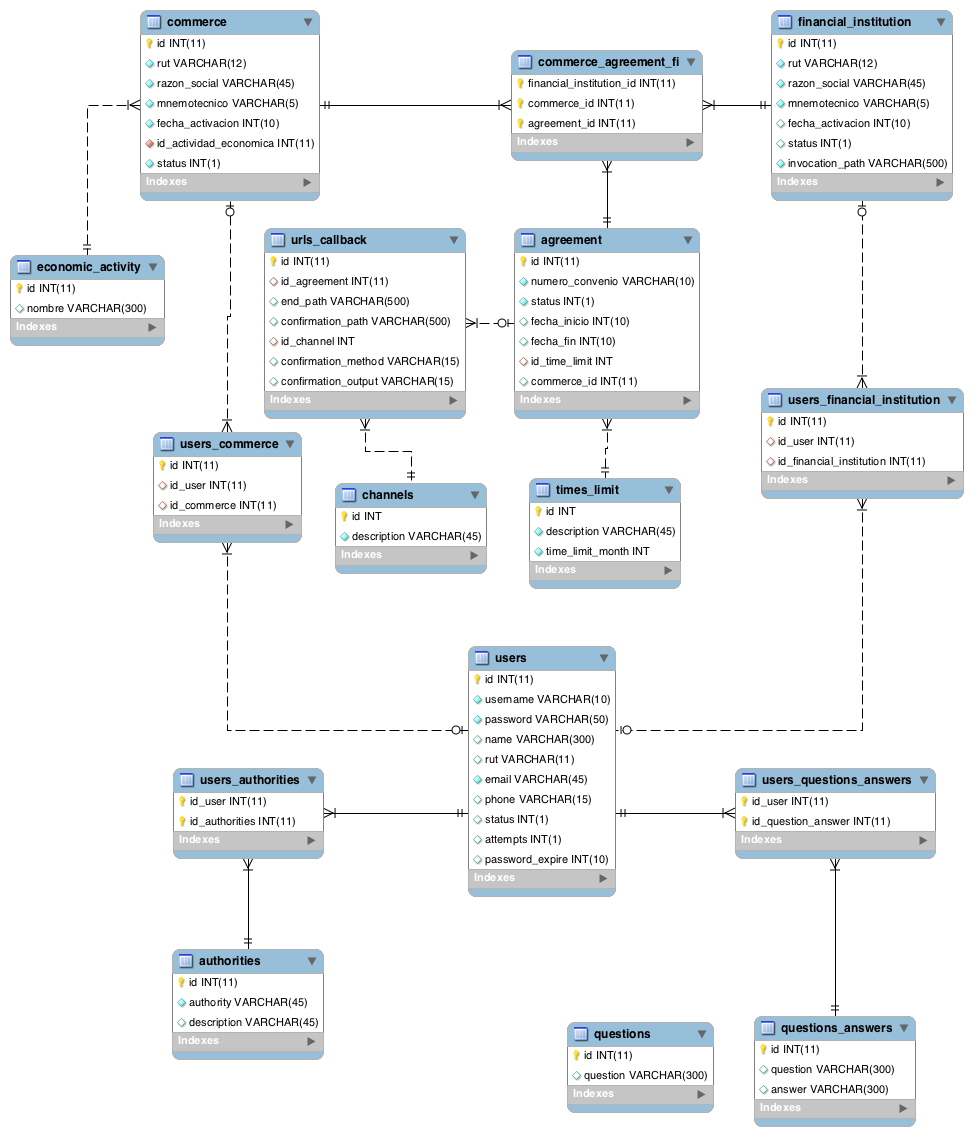 commerce
id INT(11)
rut VARCHAR(12)
razon_social VARCHAR(45)
mnemotecnico VARCHAR(5)
fecha_activacion INT(10)
id_actividad_economica INT(11)
status INT(1)
Indexes
commerce_agreement_fi
financial_institution_id INT(11)
commerce_id INT(11)
agreement_id INT(11)
Indexes
financial_institution
id INT(11)
rut VARCHAR(12)
razon_social VARCHAR(45)
mnemotecnico VARCHAR(5)
fecha_activacion INT(10)
status INT(1)
invocation_path VARCHAR(500)
Indexes
economic_activity
id INT(11)
nombre VARCHAR(300)
Indexes
urls_callback
id INT(11)
id_agreement INT(11)
end_path VARCHAR(500)
confirmation_path VARCHAR(500)
id_channel INT
confirmation_method VARCHAR(15)
confirmation_output VARCHAR(15)
Indexes
agreement
id INT(11)
numero_convenio VARCHAR(10)
status INT(1)
fecha_inicio INT(10)
fecha_fin INT(10)
id_time_limit INT
commerce_id INT(11)
Indexes
users_financial_institution
id INT(11)
id_user INT(11)
id_financial_institution INT(11)
Indexes
users_commerce
id INT(11)
id_user INT(11)
id_commerce INT(11)
Indexes
channels
id INT
description VARCHAR(45)
Indexes
times_limit
id INT
description VARCHAR(45)
time_limit_month INT
Indexes
users
id INT(11)
username VARCHAR(10)
password VARCHAR(50)
name VARCHAR(300)
rut VARCHAR(11)
email VARCHAR(45)
phone VARCHAR(15)
status INT(1)
attempts INT(1)
password_expire INT(10)
Indexes
users_authorities
id_user INT(11)
id_authorities INT(11)
Indexes
users_questions_answers
id_user INT(11)
id_question_answer INT(11)
Indexes
authorities
id INT(11)
authority VARCHAR(45)
description VARCHAR(45)
Indexes
questions
id INT(11)
question VARCHAR(300)
Indexes
questions_answers
id INT(11)
question VARCHAR(300)
answer VARCHAR(300)
Indexes